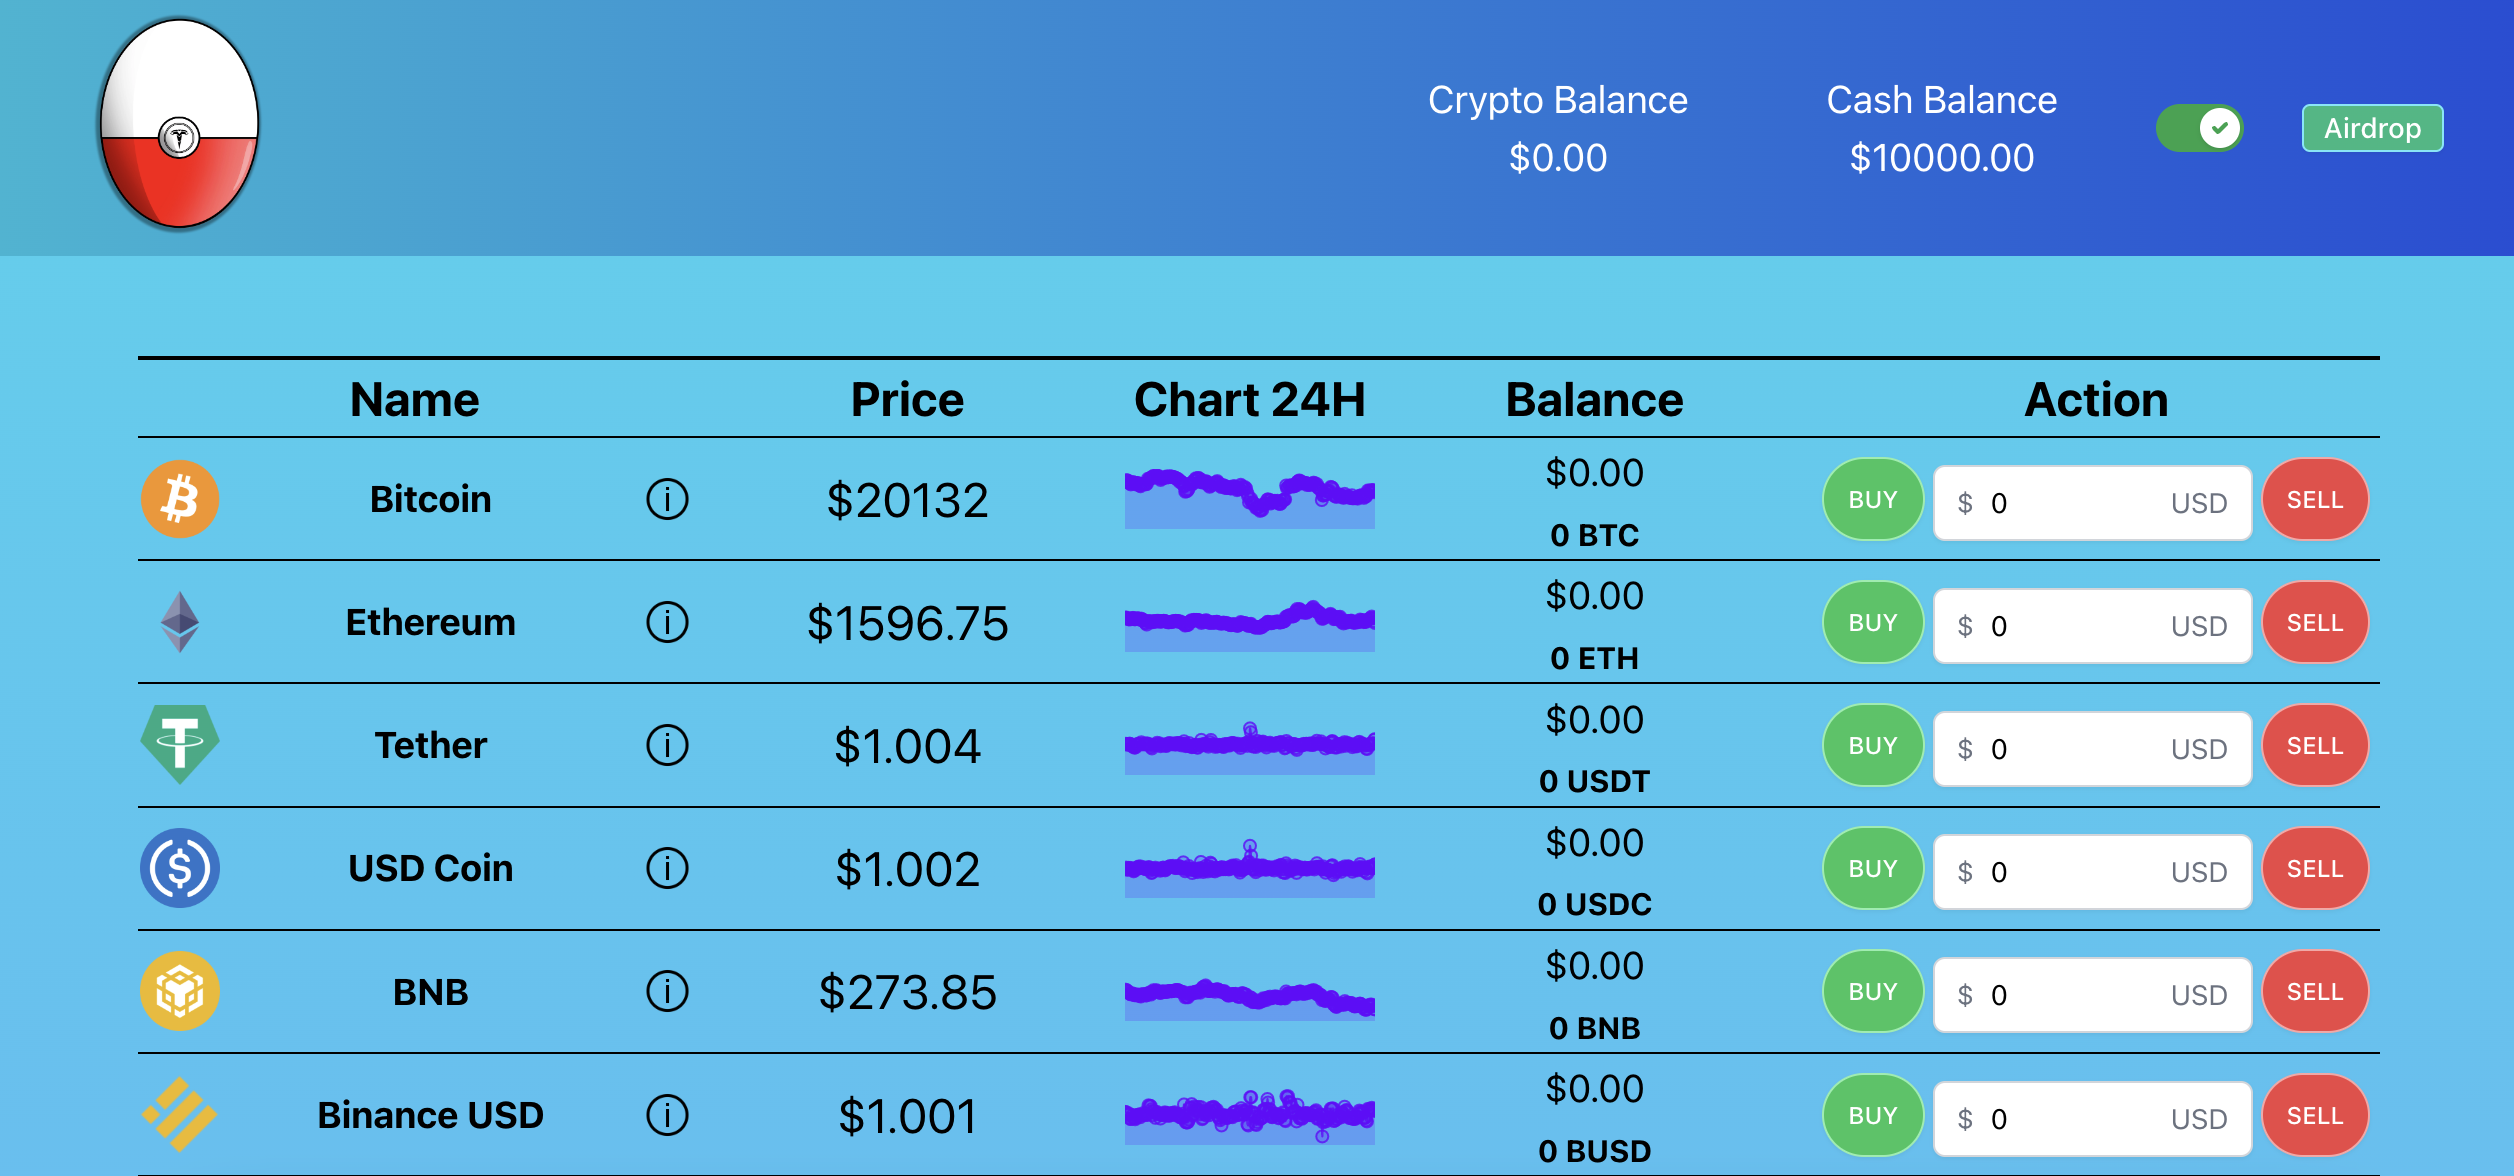 Crypto Balance
$0.00
Cash Balance
$10000.00
Airdrop
Name Price Chart 24H Balance Action
Bitcoin i $20132 $0.00 0 BTC BUY $ 0 USD SELL
Ethereum i $1596.75 $0.00 0 ETH BUY $ 0 USD SELL
Tether i $1.004 $0.00 0 USDT BUY $ 0 USD SELL
USD Coin i $1.002 $0.00 0 USDC BUY $ 0 USD SELL
BNB i $273.85 $0.00 0 BNB BUY $ 0 USD SELL
Binance USD i $1.001 $0.00 0 BUSD BUY $ 0 USD SELL